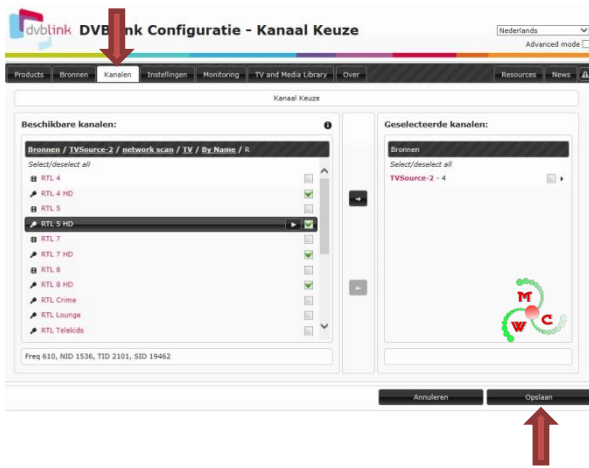 dvblink DVBLink Configuratie - Kanaal Keuze
Nederlands
Advanced mode
Products Bronnen Kanalen Instellingen Monitoring TV and Media Library Over Resources News
Kanaal Keuze
Beschikbare kanalen:
Bronnen / TVSource-2 / network scan / TV / By Name / R
Select/deselect all
RTL 4
RTL 4 HD
RTL 5
RTL 5 HD
RTL 7
RTL 7 HD
RTL 8
RTL 8 HD
RTL Crime
RTL Lounge
RTL Telekids
Freq 610, NID 1536, TID 2101, SID 19462
Geselecteerde kanalen:
Bronnen
Select/deselect all
TVSource-2 - 4
M
W C
Annuleren Opslaan